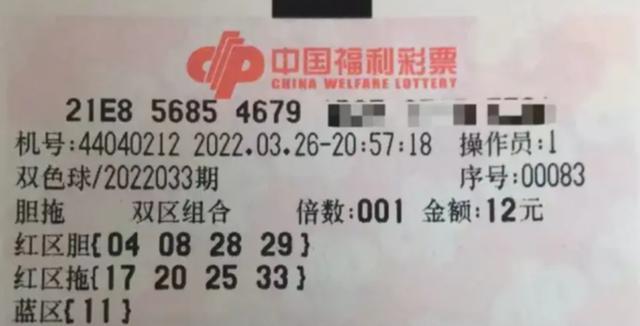 中国福利彩票
CHINA WELFARE LOTTERY
21E8 5685 4679
机号:44040212 2022.03.26-20:57:18 操作员:1
双色球/2022033期 序号:00083
胆拖 双区组合 倍数:001 金额:12元
红区胆{04 08 28 29}
红区拖{17 20 25 33}
蓝区{11}